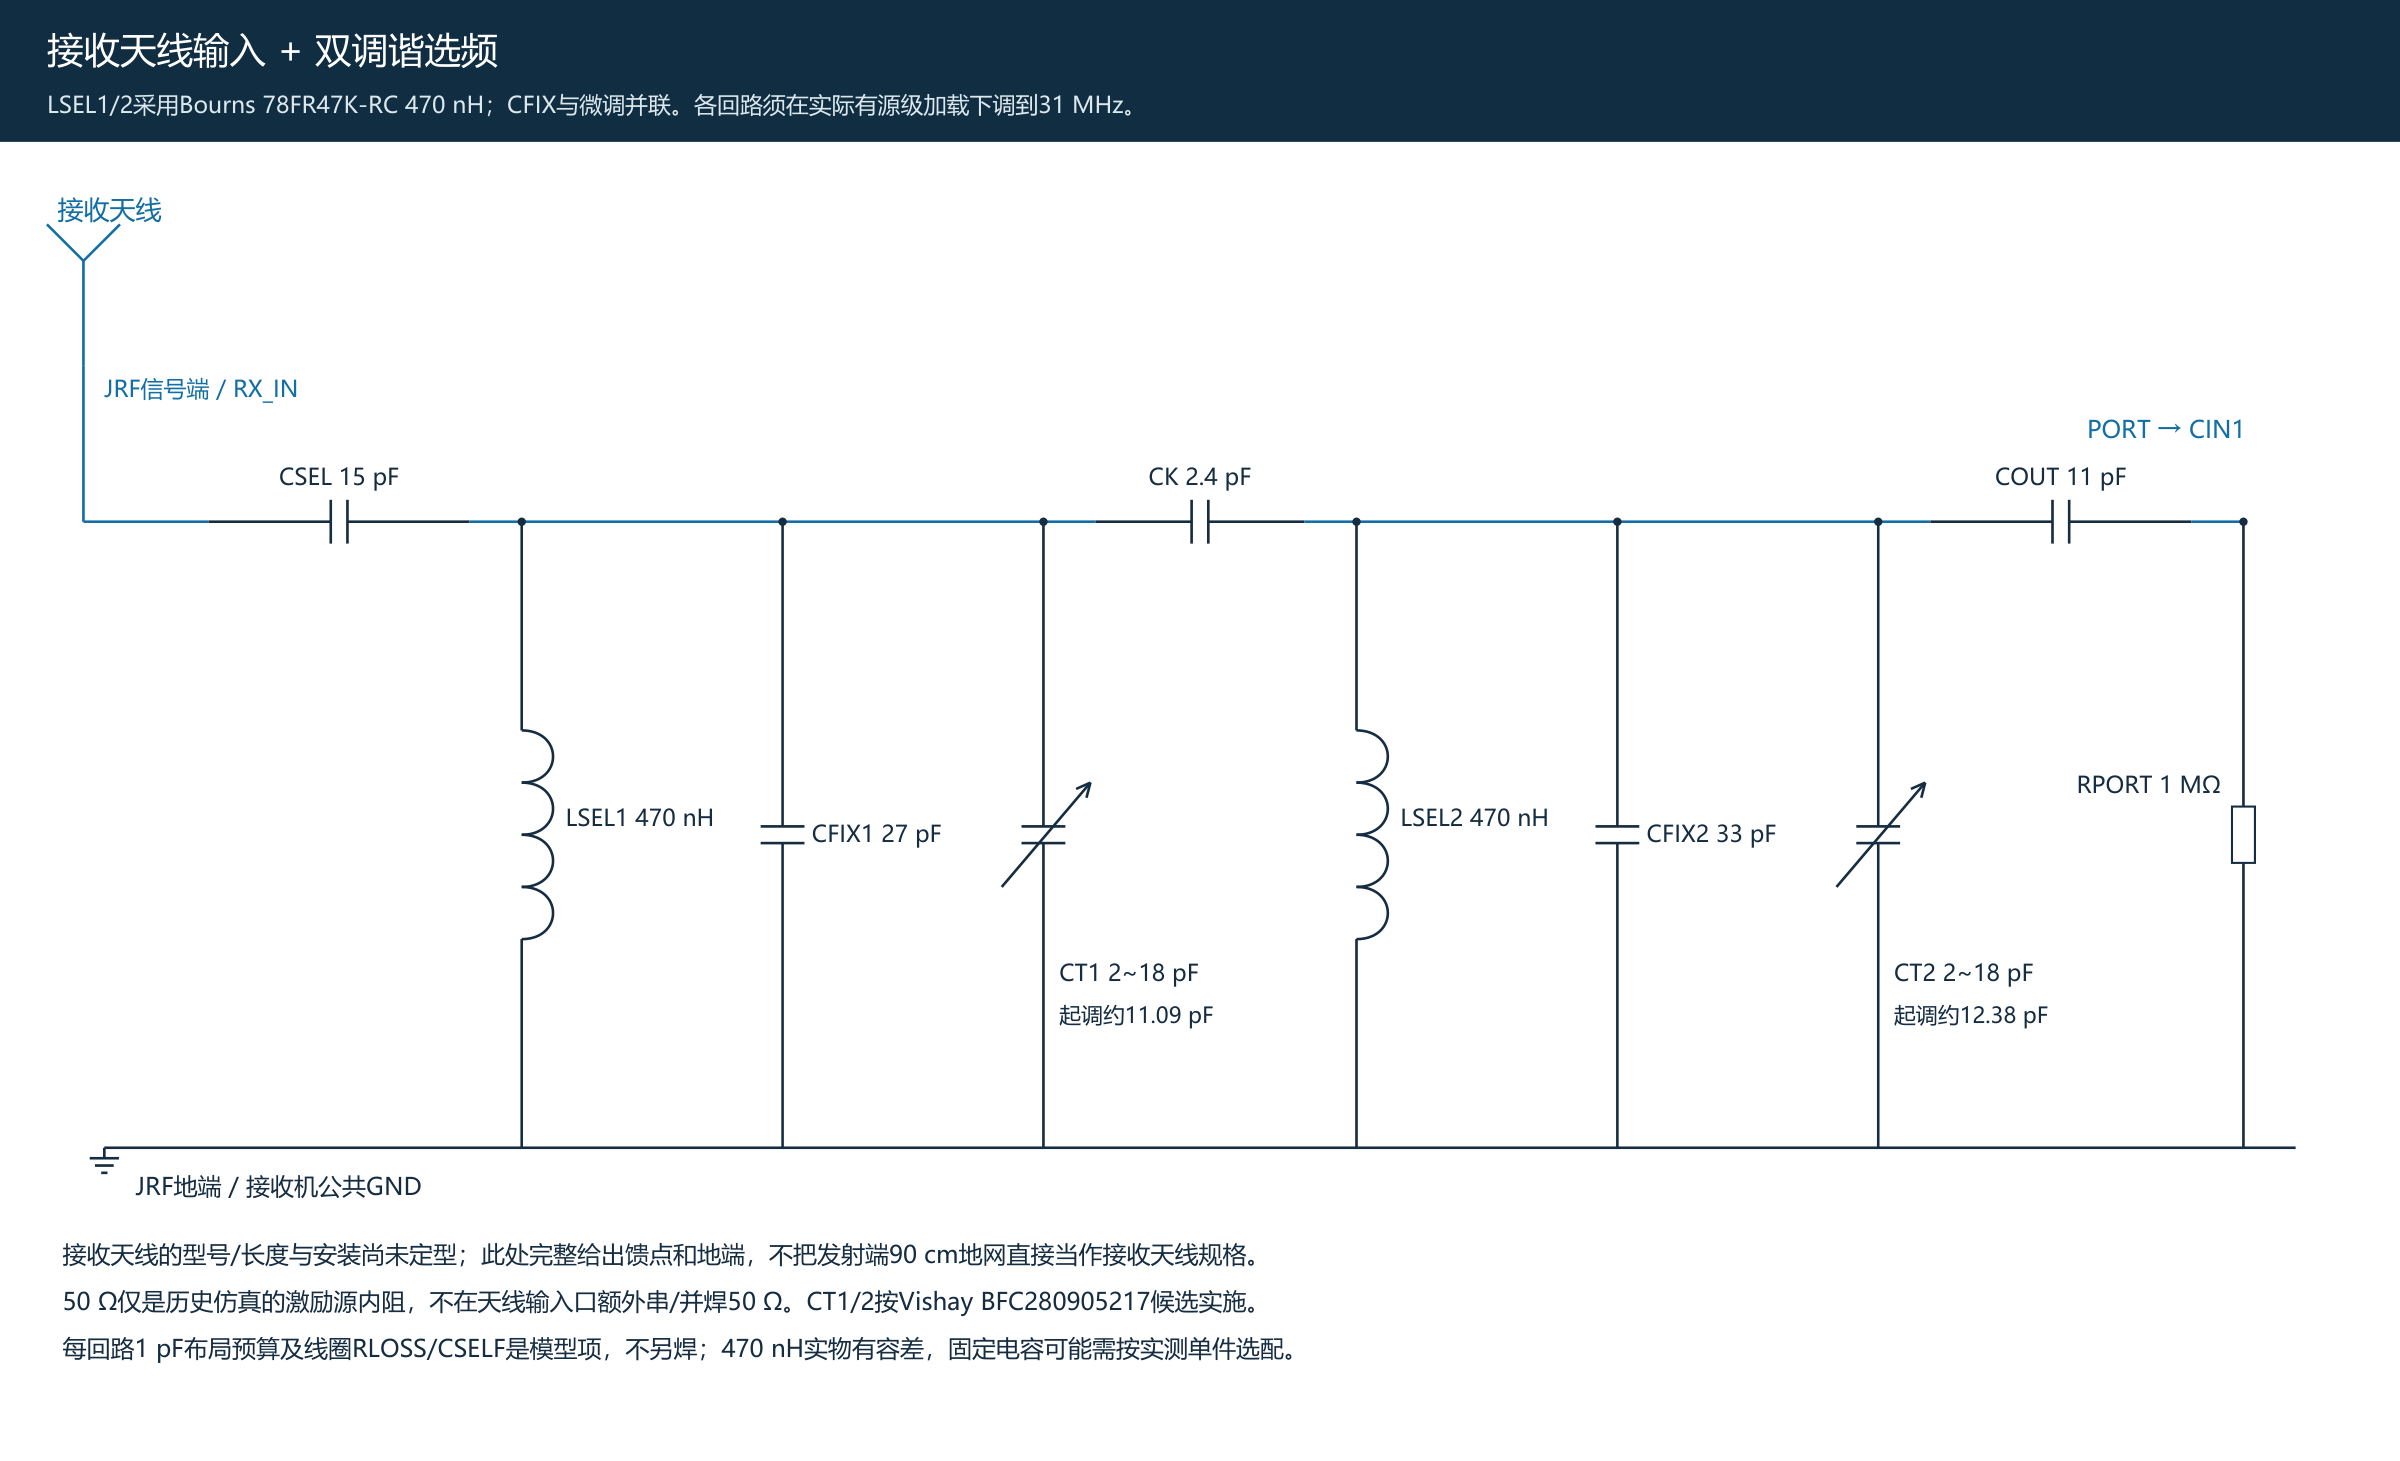 接收天线输入 + 双调谐选频
LSEL1/2采用Bourns 78FR47K-RC 470 nH；CFIX与微调并联。各回路须在实际有源级加载下调到31 MHz。
接收天线
JRF信号端 / RX_IN
PORT → CIN1
CSEL 15 pF
CK 2.4 pF
COUT 11 pF
RPORT 1 MΩ
LSEL1 470 nH
CFIX1 27 pF
LSEL2 470 nH
CFIX2 33 pF
CT1 2~18 pF
起调约11.09 pF
CT2 2~18 pF
起调约12.38 pF
JRF地端 / 接收机公共GND
接收天线的型号/长度与安装尚未定型；此处完整给出馈点和地端，不把发射端90 cm地网直接当作接收天线规格。
50 Ω仅是历史仿真的激励源内阻，不在天线输入口额外串/并焊50 Ω。CT1/2按Vishay BFC280905217候选实施。
每回路1 pF布局预算及线圈RLOSS/CSELF是模型项，不另焊；470 nH实物有容差，固定电容可能需按实测单件选配。